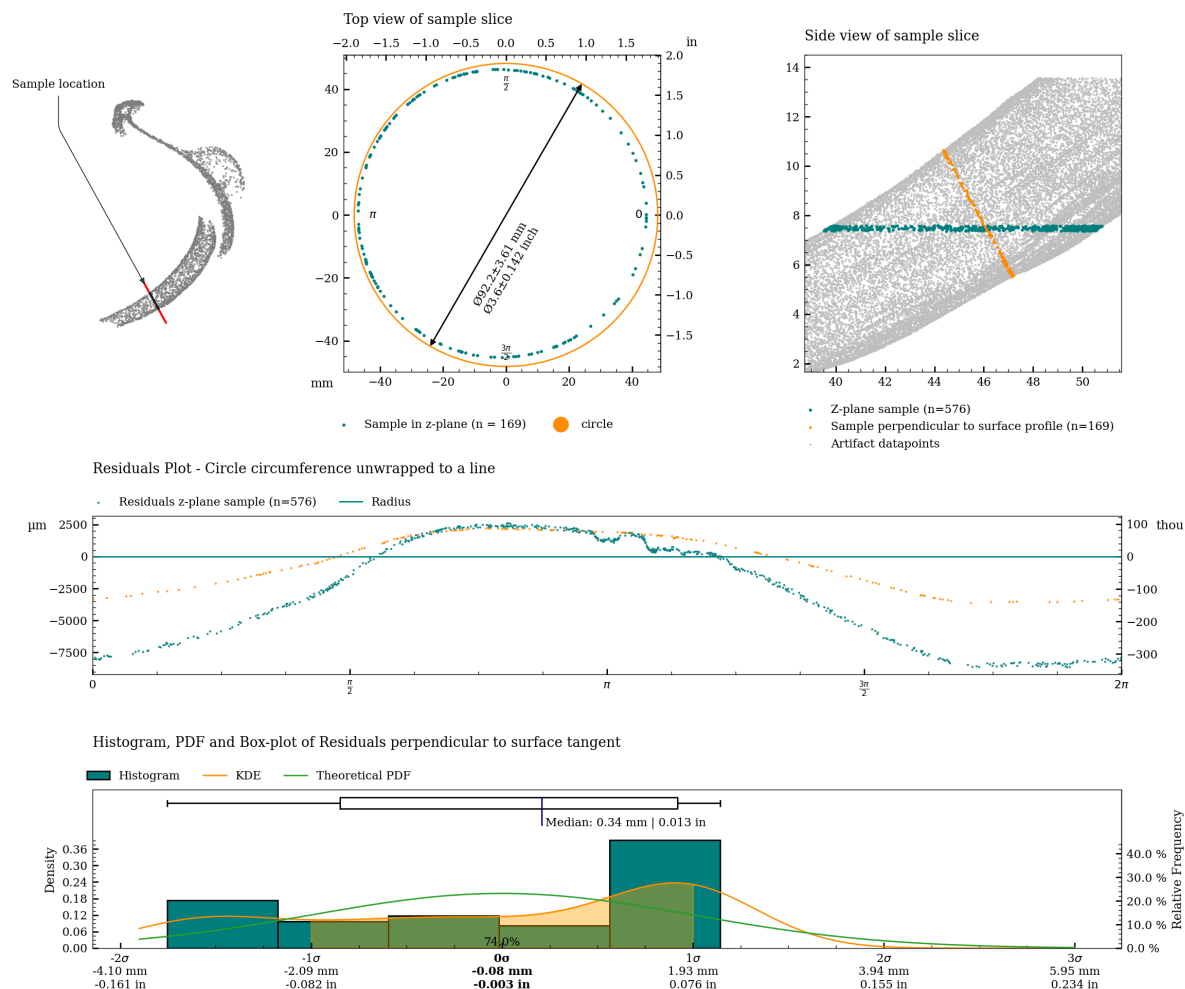 Top view of sample slice
Side view of sample slice
Sample location
−2.0 −1.5 −1.0 −0.5 0.0 0.5 1.0 1.5 in
2.0
1.5
1.0
0.5
0.0
−0.5
−1.0
−1.5
40
20
0
−20
−40
mm
−40 −20 0 20 40
π/2
π
0
3π/2
Ø92.2±3.61 mm
Ø3.6±0.142 inch
Sample in z-plane (n = 169) circle
14
12
10
8
6
4
2
40 42 44 46 48 50
Z-plane sample (n=576)
Sample perpendicular to surface profile (n=169)
Artifact datapoints
Residuals Plot - Circle circumference unwrapped to a line
Residuals z-plane sample (n=576) Radius
µm
2500
0
−2500
−5000
−7500
100 thou
0
−100
−200
−300
0 π/2 π 3π/2 2π
Histogram, PDF and Box-plot of Residuals perpendicular to surface tangent
Histogram KDE Theoretical PDF
Median: 0.34 mm | 0.013 in
Density
0.36
0.30
0.24
0.18
0.12
0.06
0.00
74.0%
Relative Frequency
40.0 %
30.0 %
20.0 %
10.0 %
0.0 %
-2σ -1σ 0σ 1σ 2σ 3σ
-4.10 mm -2.09 mm -0.08 mm 1.93 mm 3.94 mm 5.95 mm
-0.161 in -0.082 in -0.003 in 0.076 in 0.155 in 0.234 in